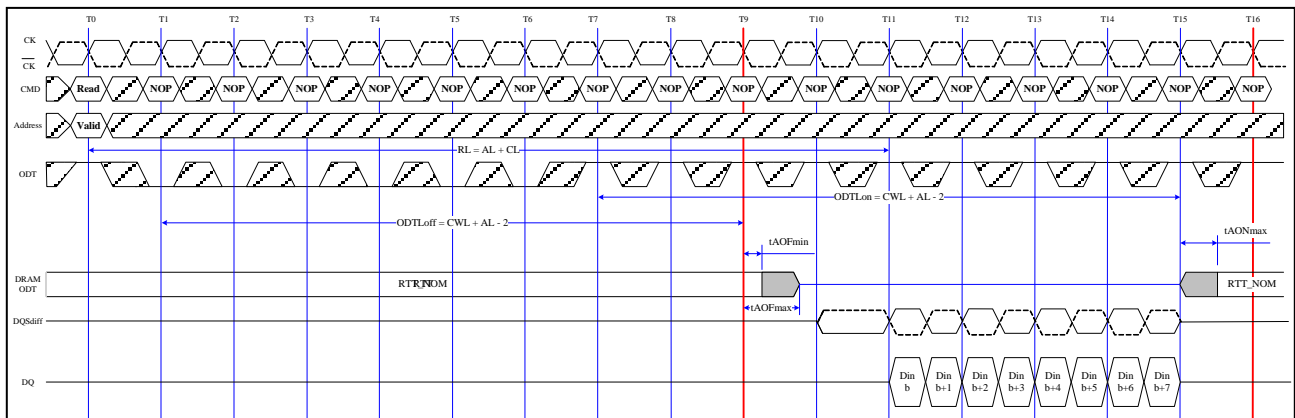 T0 T1 T2 T3 T4 T5 T6 T7 T8 T9 T10 T11 T12 T13 T14 T15 T16
CK
CK
CMD Read NOP NOP NOP NOP NOP NOP NOP NOP NOP NOP NOP NOP NOP NOP NOP NOP
Address Valid
RL = AL + CL
ODT
ODTLon = CWL + AL - 2
ODTLoff = CWL + AL - 2
tAOFmin
tAONmax
DRAM ODT RTT_NOM RTT_NOM
tAOFmax
DQSdiff
DQ Din b Din b+1 Din b+2 Din b+3 Din b+4 Din b+5 Din b+6 Din b+7